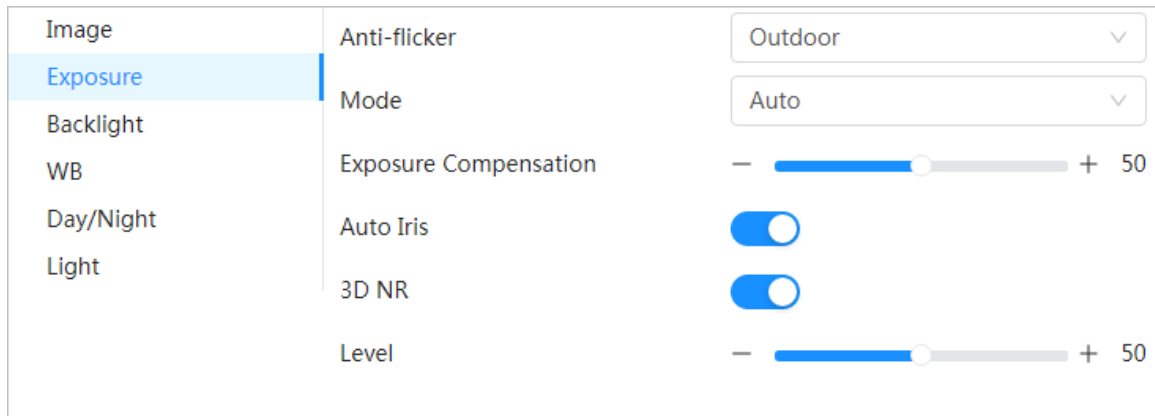 Image
Exposure
Backlight
WB
Day/Night
Light
Anti-flicker Outdoor
Mode Auto
Exposure Compensation − + 50
Auto Iris
3D NR
Level − + 50